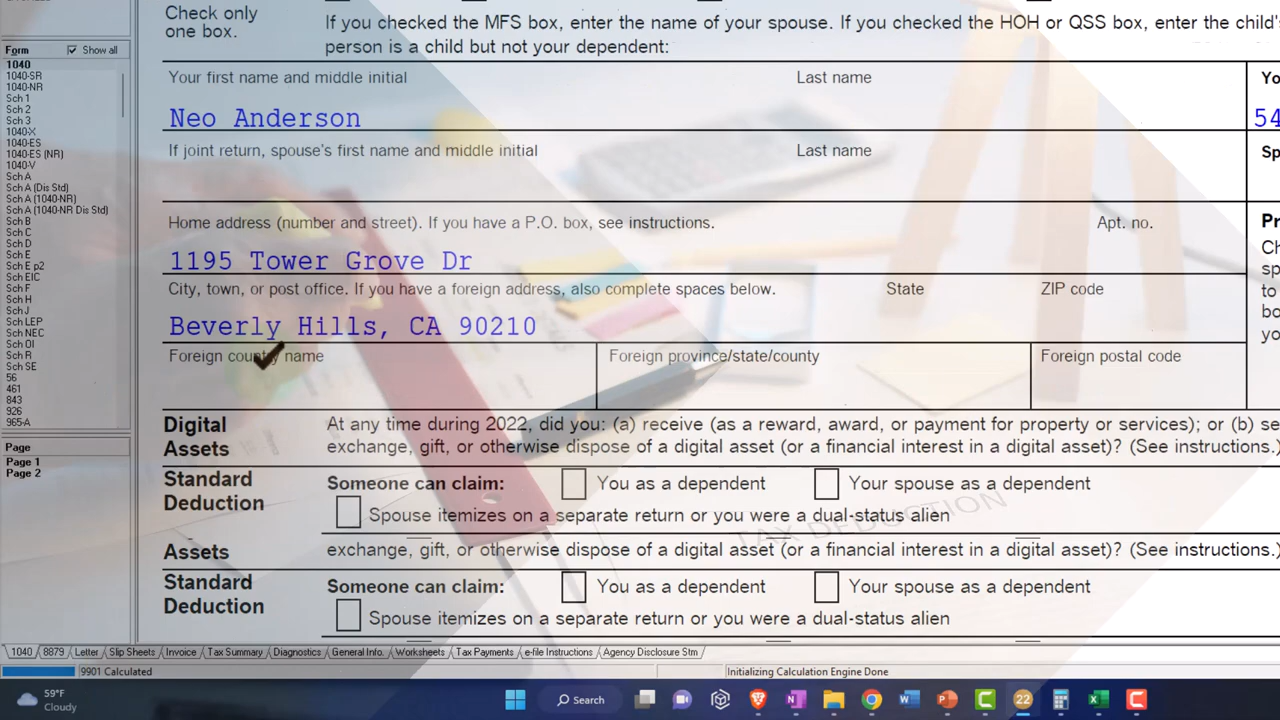 Check only
one box.
If you checked the MFS box, enter the name of your spouse. If you checked the HOH or QSS box, enter the child's
person is a child but not your dependent:
Form
Show all
1040
1040-SR
1040-NR
Sch 1
Sch 2
Sch 3
1040-X
1040-ES
1040-ES (NR)
1040-V
Sch A
Sch A (Dis Std)
Sch A (1040-NR)
Sch A (1040-NR Dis Std)
Sch B
Sch C
Sch D
Sch E
Sch E p2
Sch EIC
Sch F
Sch H
Sch J
Sch LEP
Sch NEC
Sch OI
Sch R
Sch SE
56
461
843
926
965-A
Page
Page 1
Page 2
Your first name and middle initial
Last name
Yo
Neo Anderson
54
If joint return, spouse's first name and middle initial
Last name
Sp
Home address (number and street). If you have a P.O. box, see instructions.
Apt. no.
Pr
1195 Tower Grove Dr
Ch
sp
City, town, or post office. If you have a foreign address, also complete spaces below.
State
ZIP code
to
Beverly Hills, CA 90210
bo
yo
Foreign country name
Foreign province/state/county
Foreign postal code
Digital
Assets
At any time during 2022, did you: (a) receive (as a reward, award, or payment for property or services); or (b) se
exchange, gift, or otherwise dispose of a digital asset (or a financial interest in a digital asset)? (See instructions.)
Standard
Deduction
Someone can claim:
You as a dependent
Your spouse as a dependent
Spouse itemizes on a separate return or you were a dual-status alien
TAX DEDUCTION
Assets
exchange, gift, or otherwise dispose of a digital asset (or a financial interest in a digital asset)? (See instructions.)
Standard
Deduction
Someone can claim:
You as a dependent
Your spouse as a dependent
Spouse itemizes on a separate return or you were a dual-status alien
1040
8879
Letter
Slip Sheets
Invoice
Tax Summary
Diagnostics
General Info.
Worksheets
Tax Payments
e-file Instructions
Agency Disclosure Stm
9901 Calculated
Initializing Calculation Engine Done
59°F
Cloudy
Search
22